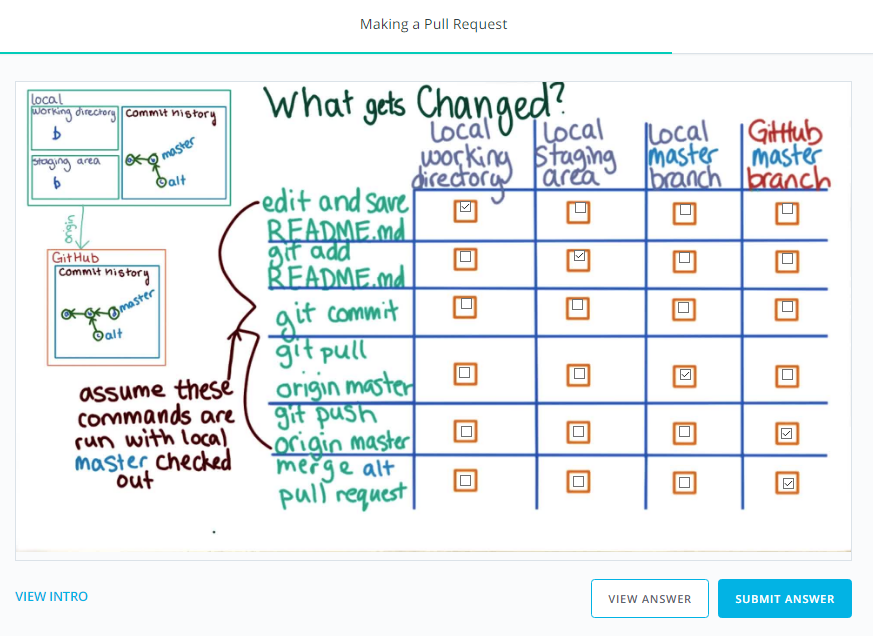 Making a Pull Request
What gets Changed?
local
working directory
b
staging area
b
Commit history
master
alt
origin
GitHub
Commit history
master
alt
assume these
commands are
run with local
master checked
out
local
working
directory
local
Staging
area
local
master
branch
GitHub
master
branch
edit and save
README.md
git add
README.md
git commit
git pull
origin master
git push
origin master
merge alt
pull request
VIEW INTRO
VIEW ANSWER
SUBMIT ANSWER